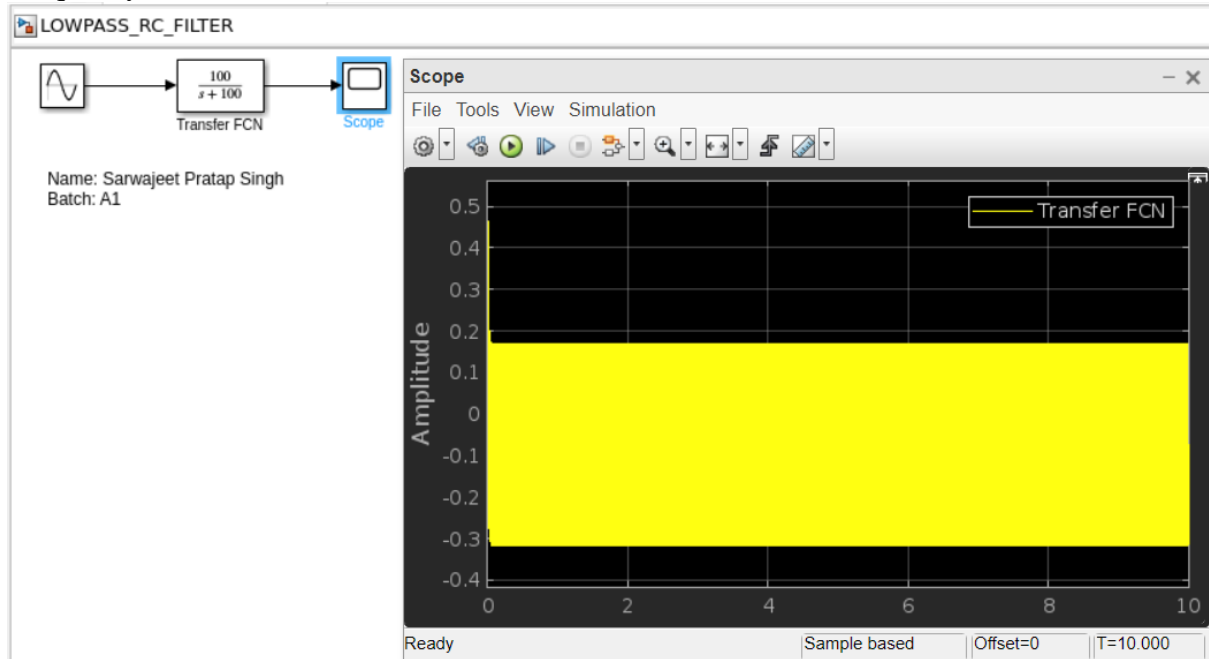 LOWPASS_RC_FILTER
100
s + 100
Transfer FCN
Scope
Name: Sarwajeet Pratap Singh
Batch: A1
Scope
File Tools View Simulation
Transfer FCN
Amplitude
0.5
0.4
0.3
0.2
0.1
0
-0.1
-0.2
-0.3
-0.4
0 2 4 6 8 10
Ready Sample based Offset=0 T=10.000